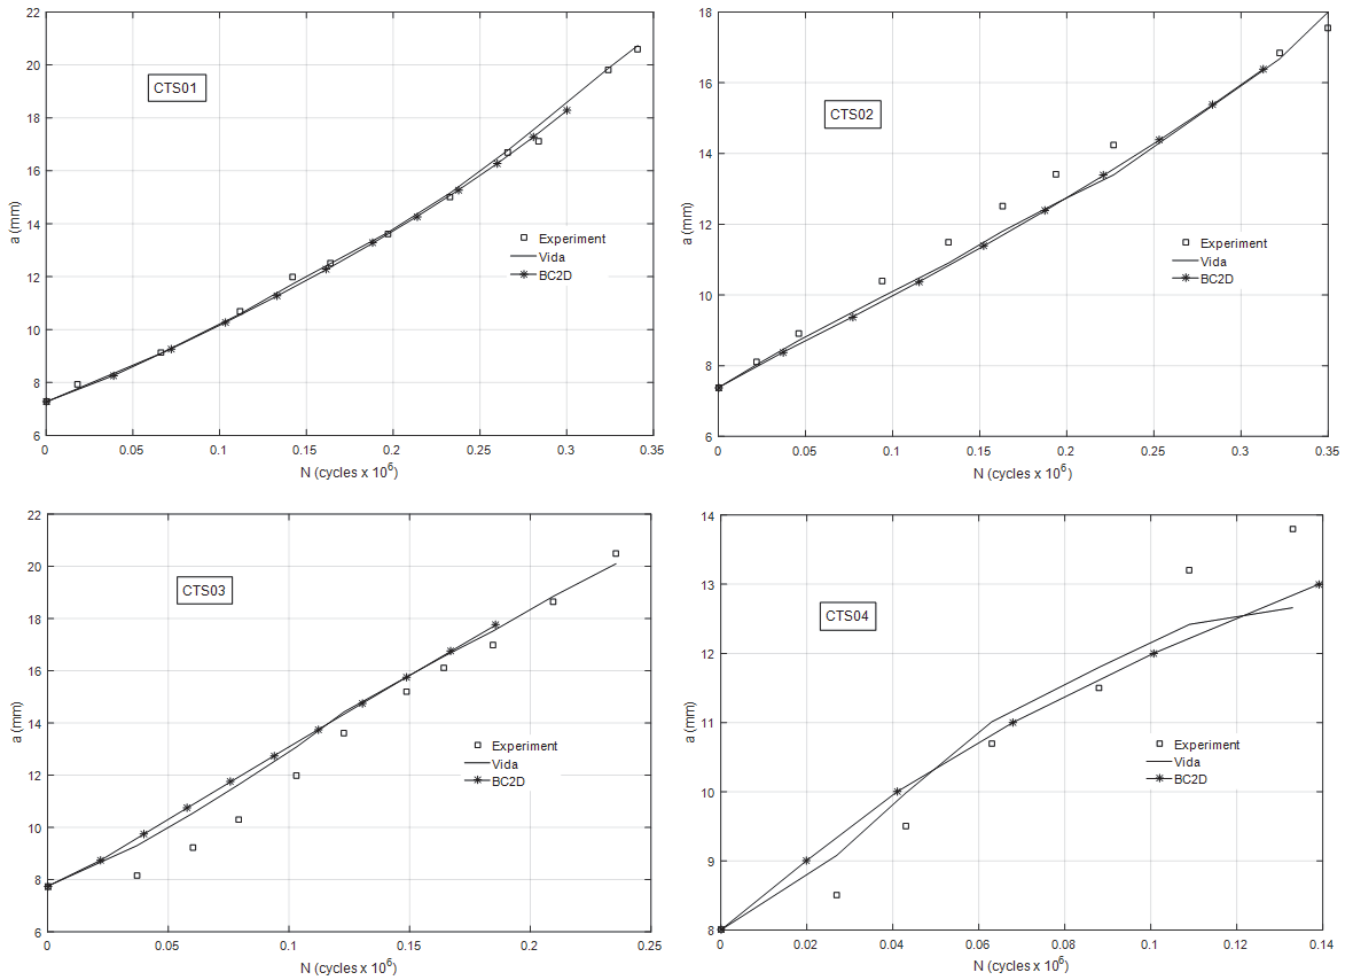 22
20
18
16
14
12
10
8
6
a (mm)
CTS01
Experiment
Vida
BC2D
0
0.05
0.1
0.15
0.2
0.25
0.3
0.35
N (cycles x 10⁶)
18
16
14
12
10
8
6
a (mm)
CTS02
Experiment
Vida
BC2D
0
0.05
0.1
0.15
0.2
0.25
0.3
0.35
N (cycles x 10⁶)
22
20
18
16
14
12
10
8
6
a (mm)
CTS03
Experiment
Vida
BC2D
0
0.05
0.1
0.15
0.2
0.25
N (cycles x 10⁶)
14
13
12
11
10
9
8
a (mm)
CTS04
Experiment
Vida
BC2D
0
0.02
0.04
0.06
0.08
0.1
0.12
0.14
N (cycles x 10⁶)